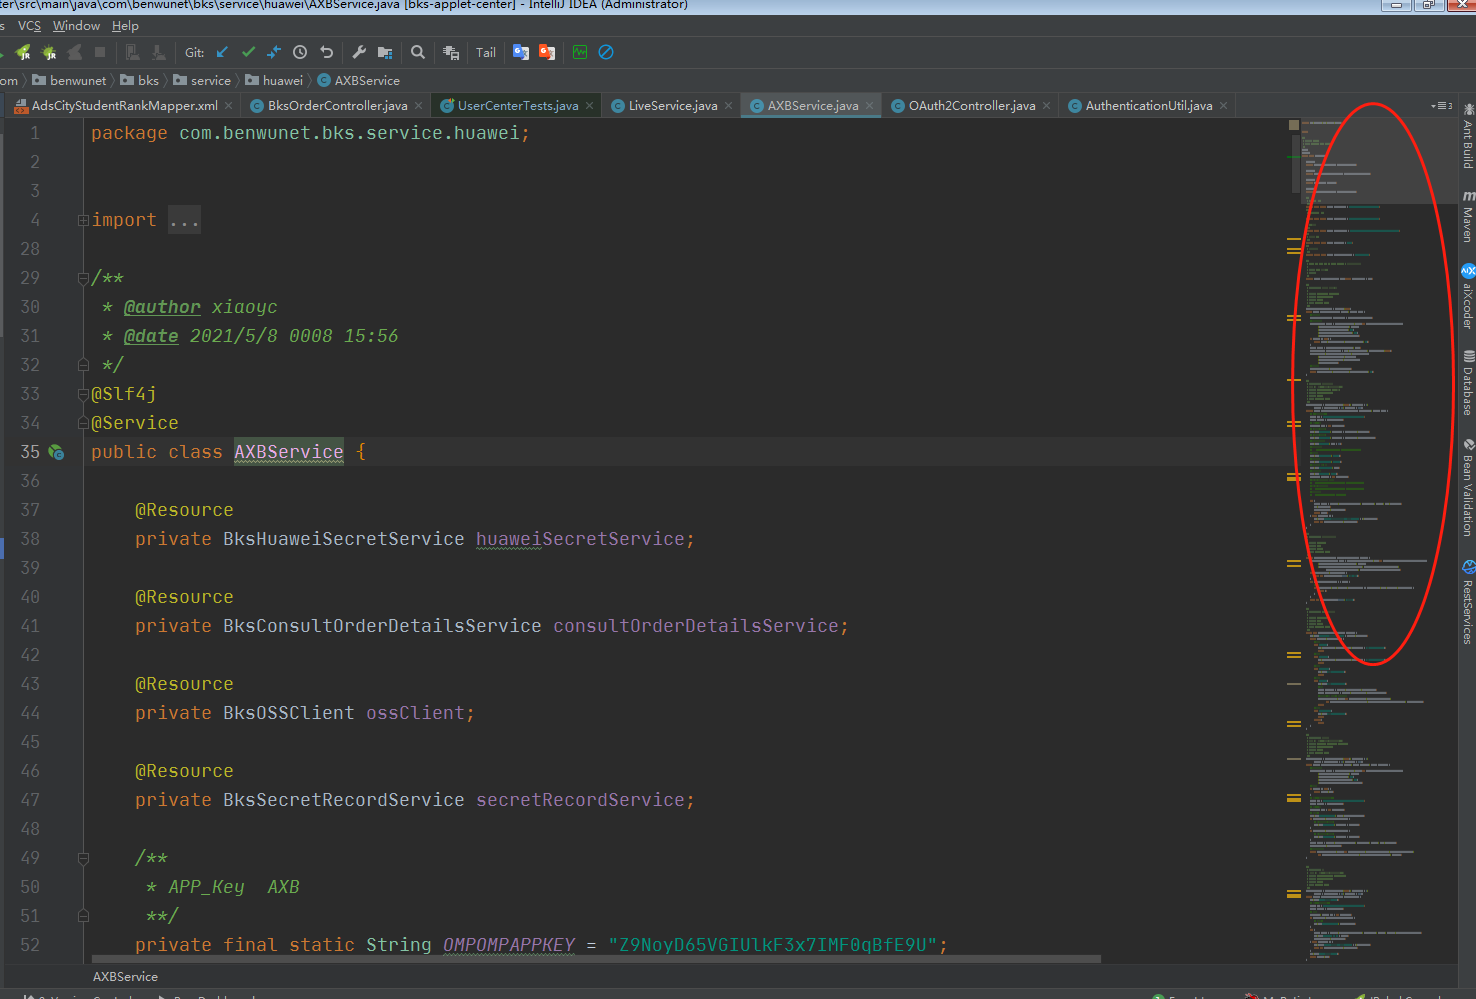 ter\src\main\java\com\benwunet\bks\service\huawei\AXBService.java [bks-applet-center] - IntelliJ IDEA (Administrator)
s VCS Window Help
Git: Tail
om benwunet bks service huawei AXBService
AdsCityStudentRankMapper.xml BksOrderController.java UserCenterTests.java LiveService.java AXBService.java OAuth2Controller.java AuthenticationUtil.java
1 package com.benwunet.bks.service.huawei;
2
3
4 import ...
28
29 /**
30 * @author xiaoyc
31 * @date 2021/5/8 0008 15:56
32 */
33 @Slf4j
34 @Service
35 public class AXBService {
36
37 @Resource
38 private BksHuaweiSecretService huaweiSecretService;
39
40 @Resource
41 private BksConsultOrderDetailsService consultOrderDetailsService;
42
43 @Resource
44 private BksOSSClient ossClient;
45
46 @Resource
47 private BksSecretRecordService secretRecordService;
48
49 /**
50 * APP_Key AXB
51 **/
52 private final static String OMPOMPAPPKEY = "Z9NoyD65VGIUlkF3x7IMF0qBfE9U";
AXBService
Ant Build
Maven
aiXcoder
Database
Bean Validation
RestServices